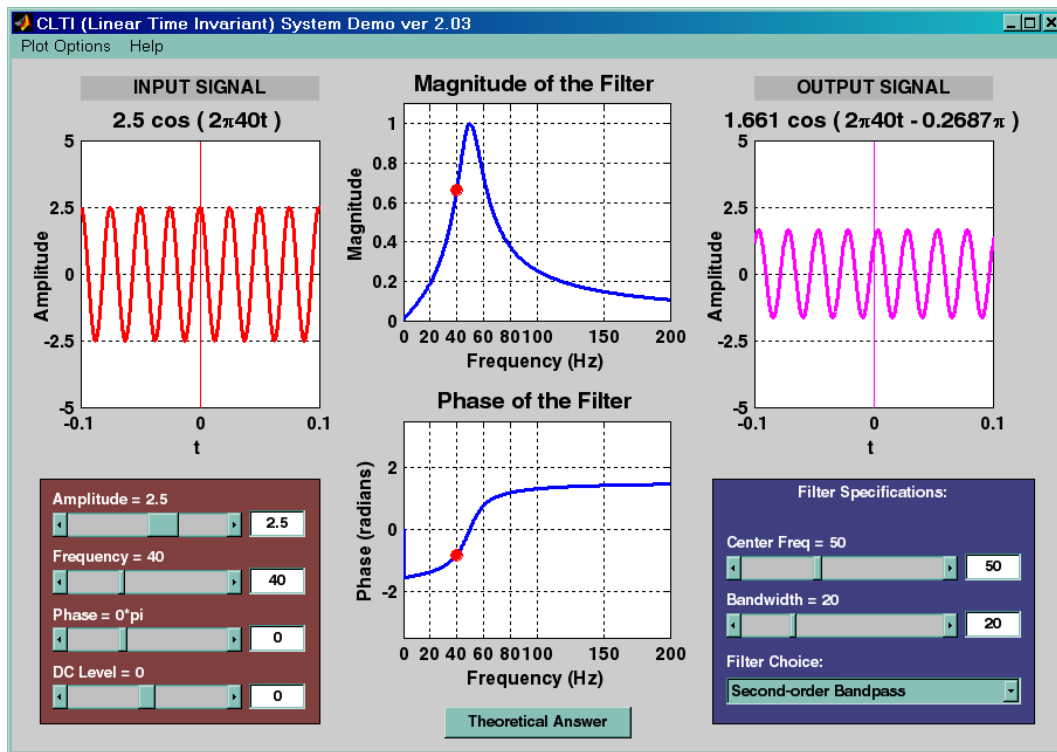 CLTI (Linear Time Invariant) System Demo ver 2.03
Plot Options Help
INPUT SIGNAL
2.5 cos ( 2π40t )
5
2.5
0
-2.5
-5
Amplitude
-0.1 0 0.1
t
Magnitude of the Filter
1
0.8
0.6
0.4
0.2
0
Magnitude
0 20 40 60 80 100 150 200
Frequency (Hz)
OUTPUT SIGNAL
1.661 cos ( 2π40t - 0.2687π )
5
2.5
0
-2.5
-5
Amplitude
-0.1 0 0.1
t
Phase of the Filter
2
0
-2
Phase (radians)
0 20 40 60 80 100 150 200
Frequency (Hz)
Amplitude = 2.5
2.5
Frequency = 40
40
Phase = 0*pi
0
DC Level = 0
0
Theoretical Answer
Filter Specifications:
Center Freq = 50
50
Bandwidth = 20
20
Filter Choice:
Second-order Bandpass